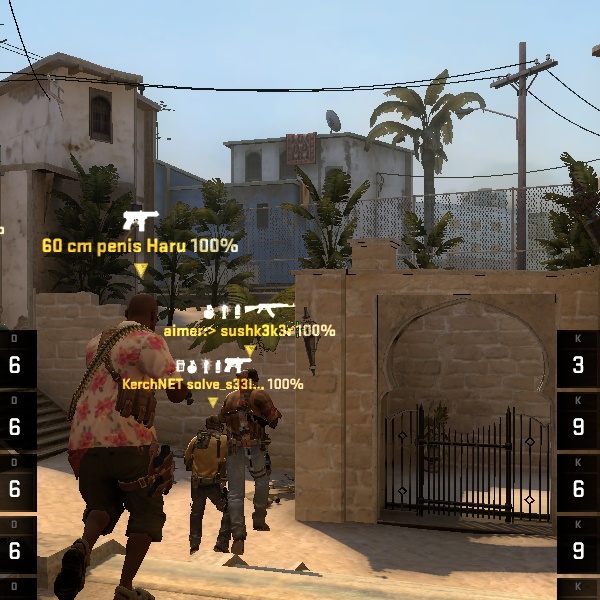 60 cm penis Haru 100%
aimer:> sushk3k3r 100%
KerchNET solve_s33l... 100%
D
6
D
6
D
6
D
6
D
K
3
K
9
K
6
K
9
K